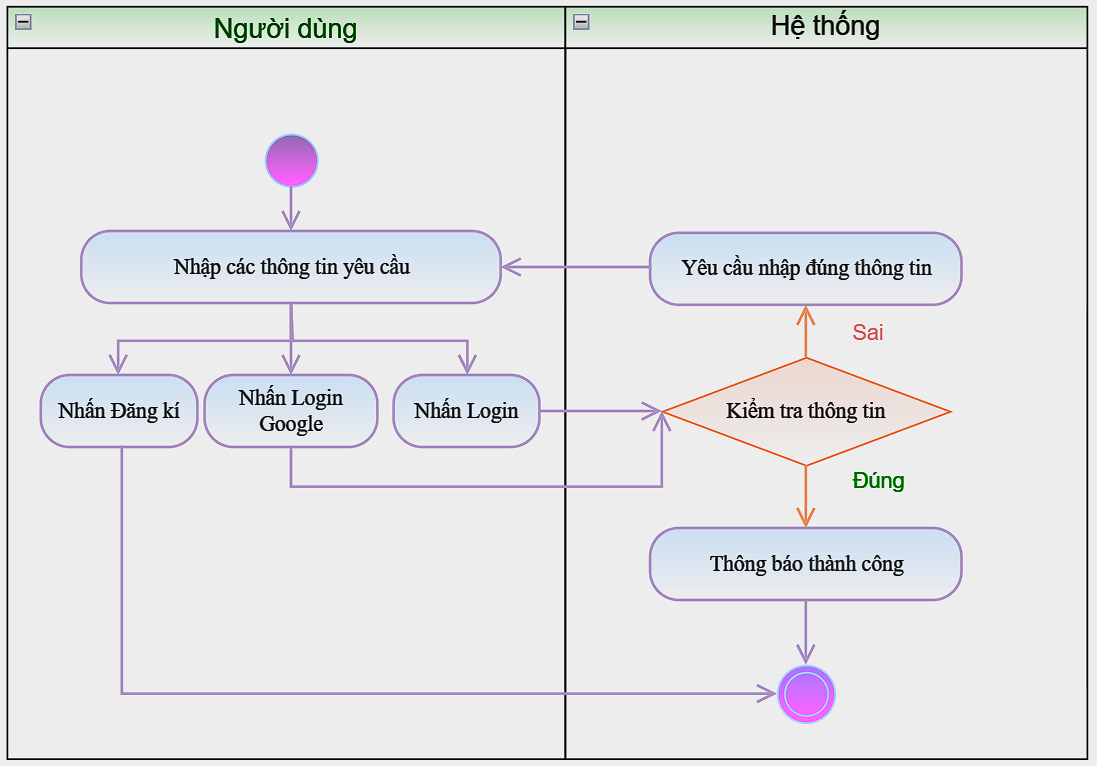 Người dùng
Hệ thống
Nhập các thông tin yêu cầu
Yêu cầu nhập đúng thông tin
Sai
Nhấn Đăng kí
Nhấn Login
Google
Nhấn Login
Kiểm tra thông tin
Đúng
Thông báo thành công